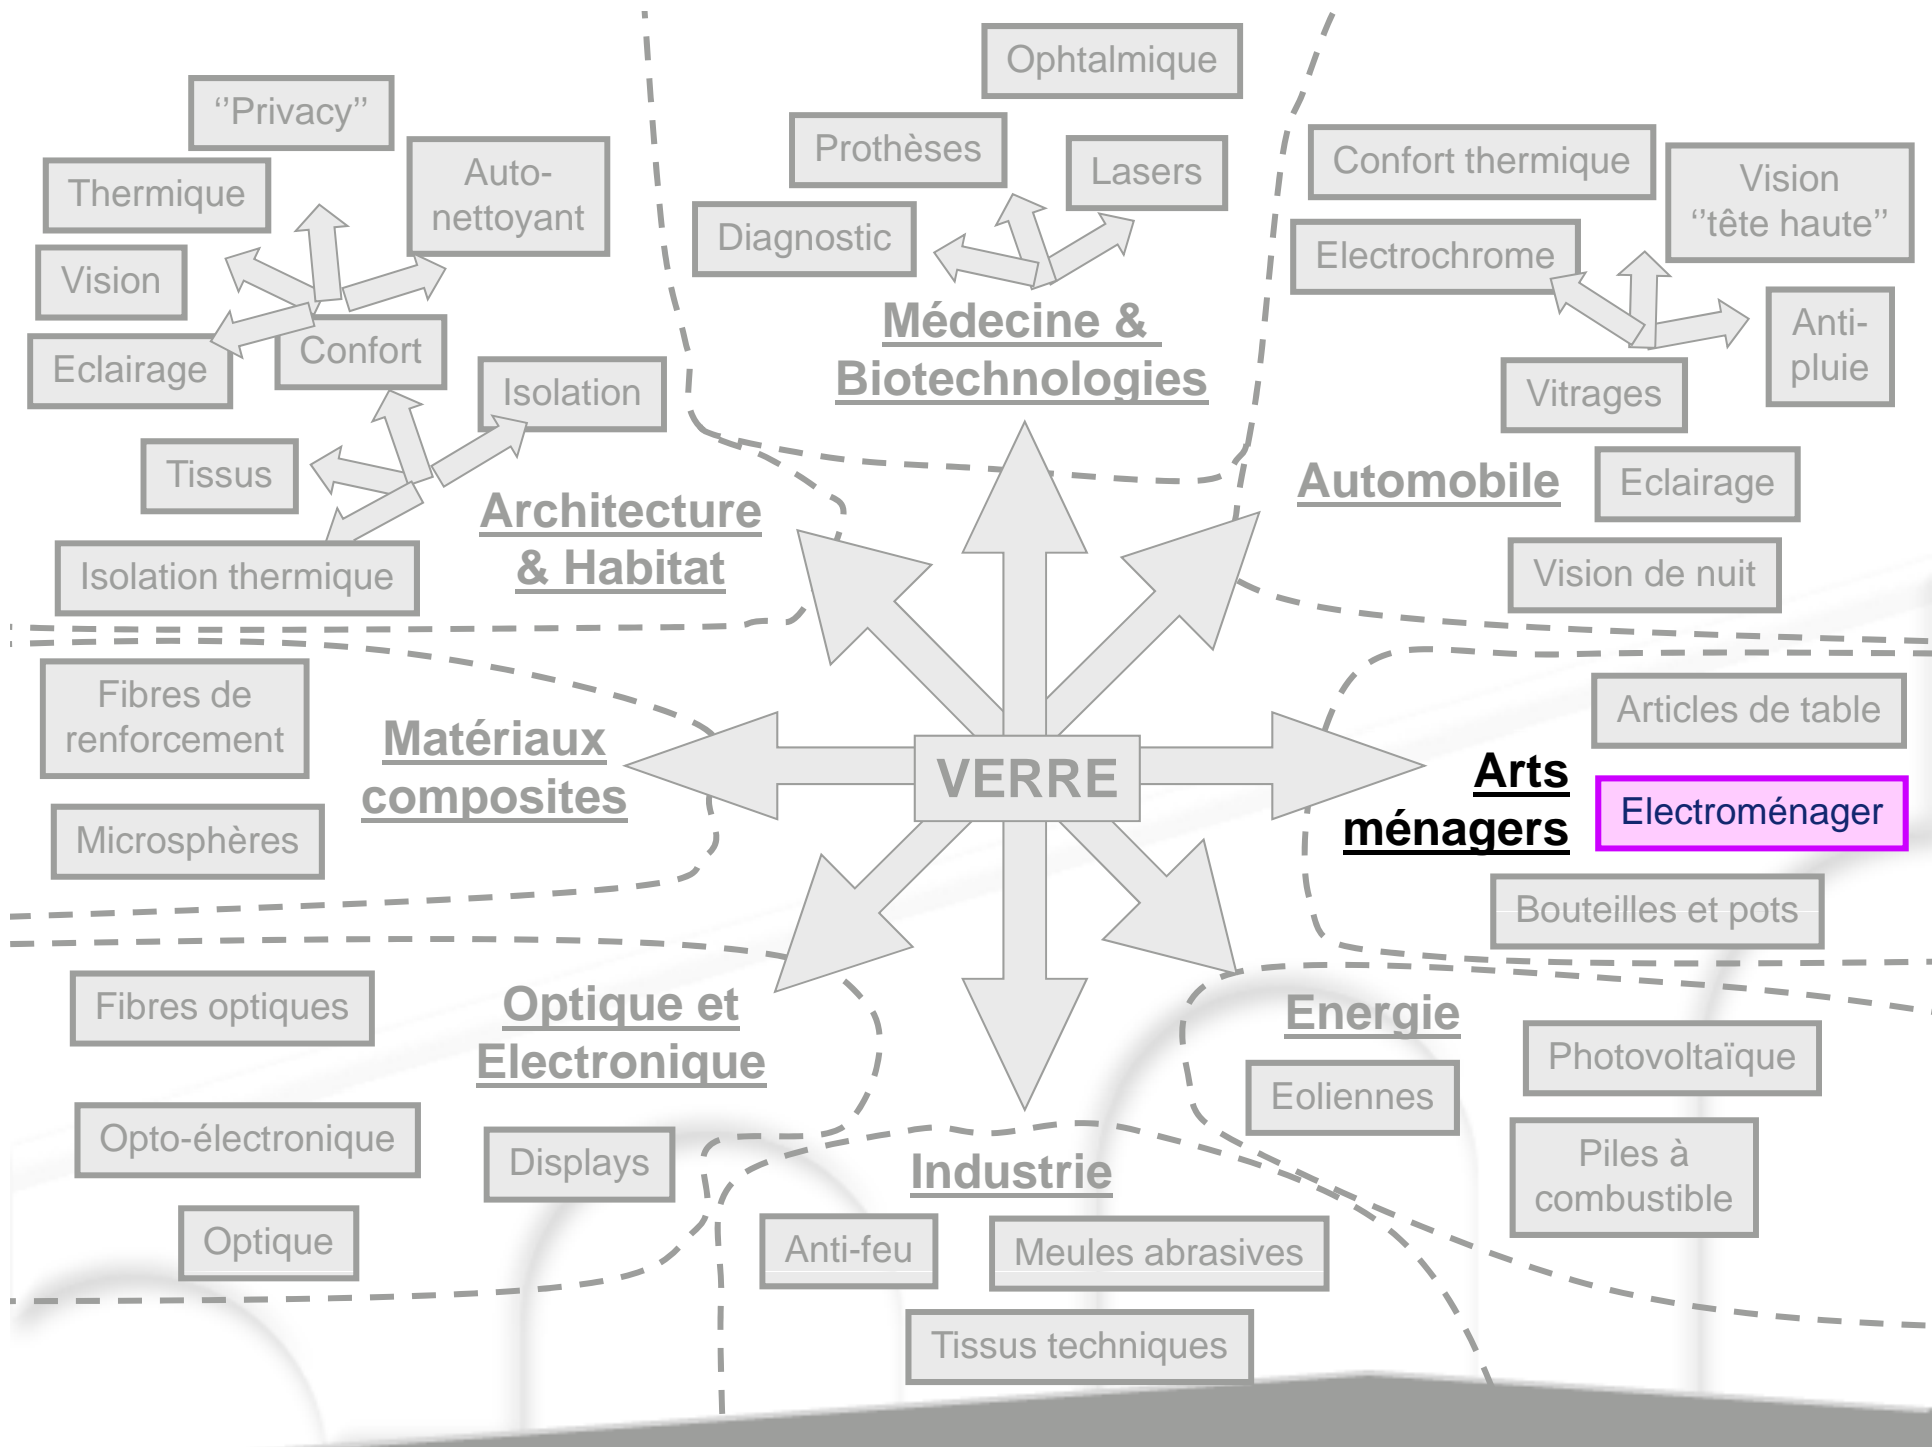 ‘’Privacy’’
Thermique
Auto-
nettoyant
Vision
Eclairage
Confort
Isolation
Tissus
Isolation thermique
Architecture
& Habitat
Ophtalmique
Prothèses
Lasers
Diagnostic
Médecine &
Biotechnologies
Confort thermique
Vision
‘’tête haute’’
Electrochrome
Anti-
pluie
Vitrages
Automobile
Eclairage
Vision de nuit
Fibres de
renforcement
Matériaux
composites
Microsphères
VERRE
Articles de table
Arts
ménagers
Electroménager
Bouteilles et pots
Fibres optiques
Optique et
Electronique
Opto-électronique
Displays
Optique
Energie
Photovoltaïque
Eoliennes
Piles à
combustible
Industrie
Anti-feu
Meules abrasives
Tissus techniques